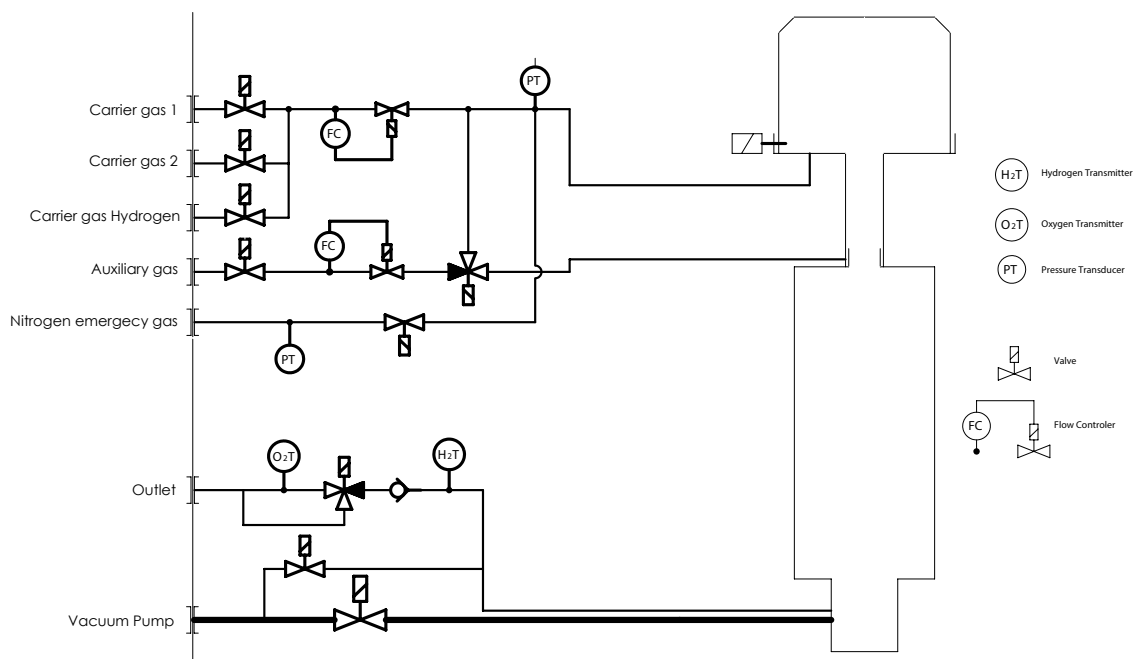 PT
Carrier gas 1
FC
Carrier gas 2
H₂T
Hydrogen Transmitter
Carrier gas Hydrogen
O₂T
Oxygen Transmitter
FC
Auxiliary gas
PT
Pressure Transducer
Nitrogen emergecy gas
PT
Valve
FC
Flow Controler
O₂T
H₂T
Outlet
Vacuum Pump